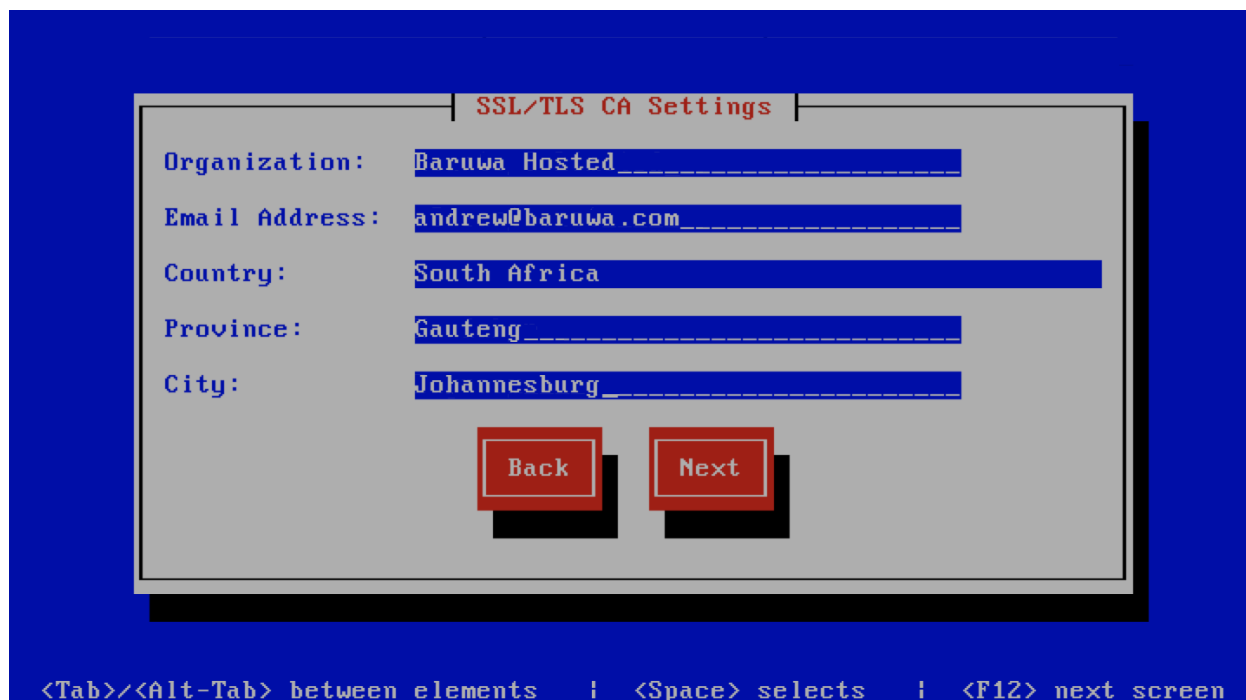 SSL/TLS CA Settings
Organization: Baruwa Hosted
Email Address: andrew@baruwa.com
Country: South Africa
Province: Gauteng
City: Johannesburg
Back Next
<Tab>/<Alt-Tab> between elements | <Space> selects | <F12> next screen